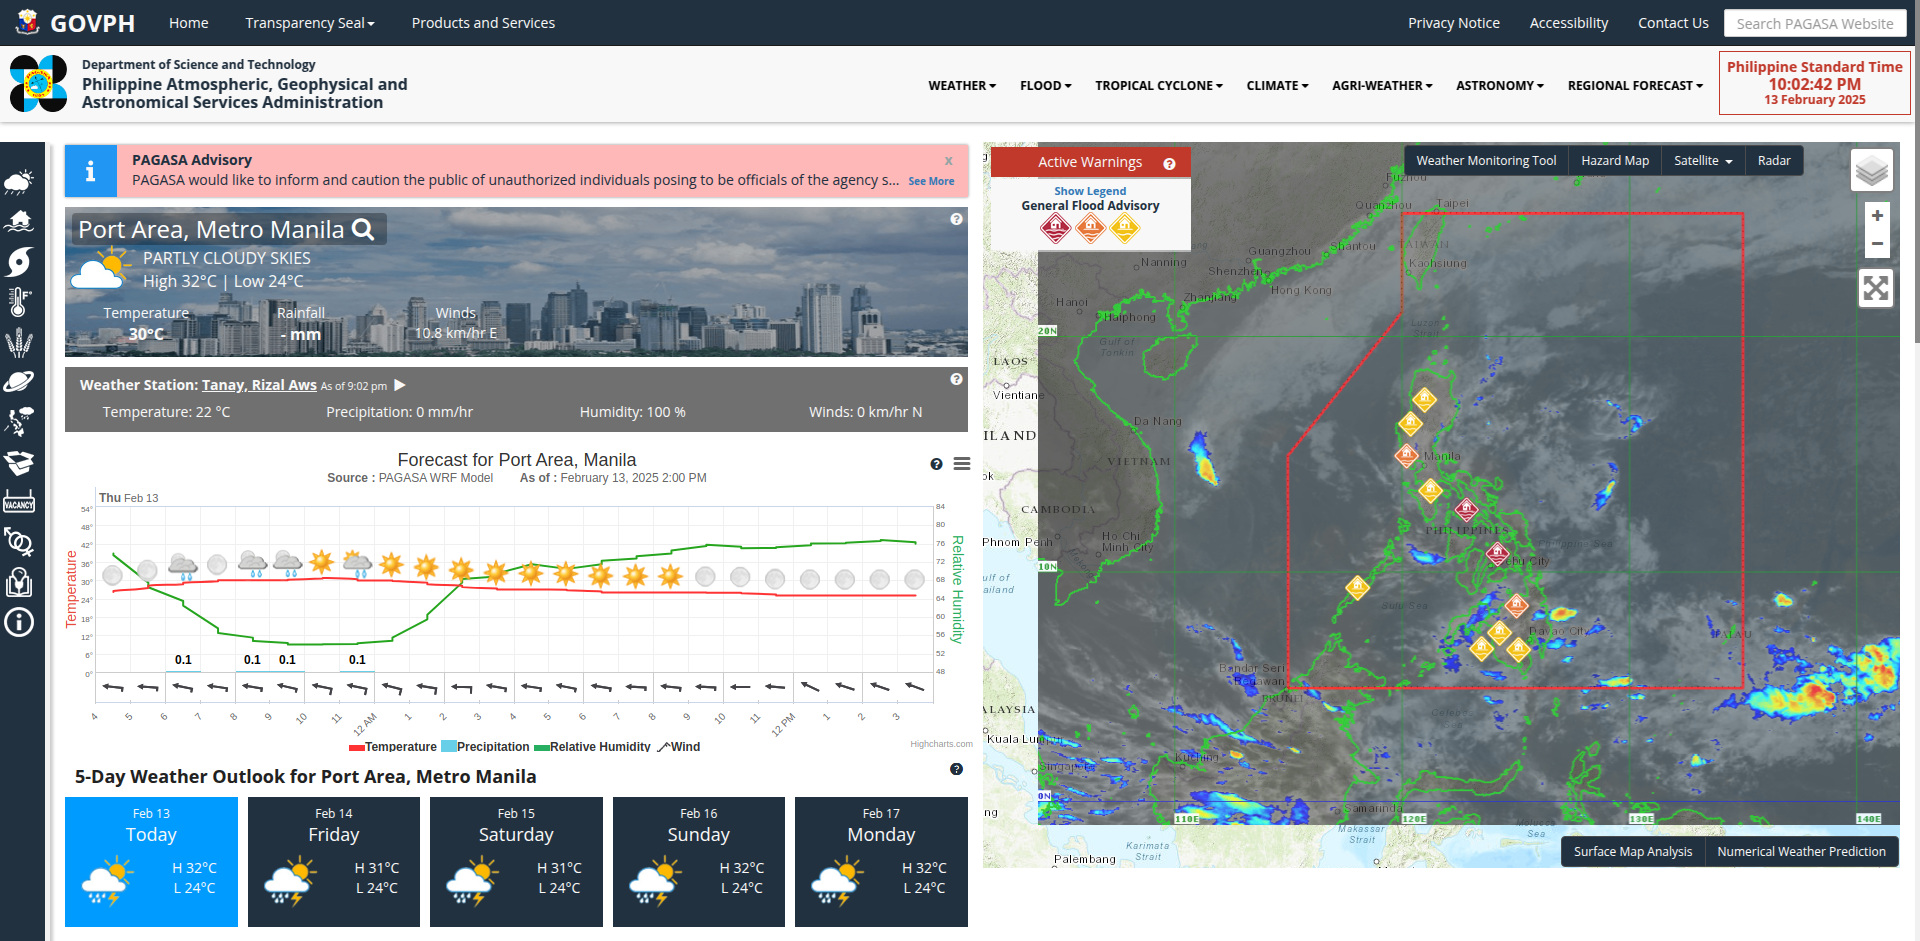 GOVPH
Home
Transparency Seal
Products and Services
Privacy Notice
Accessibility
Contact Us
Search PAGASA Website
Department of Science and Technology
Philippine Atmospheric, Geophysical and
Astronomical Services Administration
WEATHER
FLOOD
TROPICAL CYCLONE
CLIMATE
AGRI-WEATHER
ASTRONOMY
REGIONAL FORECAST
Philippine Standard Time
10:02:42 PM
13 February 2025
VACANCY
PAGASA Advisory
x
PAGASA would like to inform and caution the public of unauthorized individuals posing to be officials of the agency s... See More
Port Area, Metro Manila
PARTLY CLOUDY SKIES
High 32°C | Low 24°C
Temperature
Rainfall
Winds
30°C
- mm
10.8 km/hr E
Weather Station: Tanay, Rizal Aws As of 9:02 pm
Temperature: 22 °C
Precipitation: 0 mm/hr
Humidity: 100 %
Winds: 0 km/hr N
Forecast for Port Area, Manila
Source : PAGASA WRF Model As of : February 13, 2025 2:00 PM
Thu Feb 13
Temperature
54°
48°
42°
36°
30°
24°
18°
12°
6°
0°
84
80
76
72
68
64
60
56
52
48
Relative Humidity
0.1
0.1
0.1
0.1
4 5 6 7 8 9 10 11 12 AM 1 2 3 4 5 6 7 8 9 10 11 12 PM 1 2 3
Temperature Precipitation Relative Humidity Wind
Highcharts.com
5-Day Weather Outlook for Port Area, Metro Manila
Feb 13
Today
H 32°C
L 24°C
Feb 14
Friday
H 31°C
L 24°C
Feb 15
Saturday
H 31°C
L 24°C
Feb 16
Sunday
H 32°C
L 24°C
Feb 17
Monday
H 32°C
L 24°C
Active Warnings
Show Legend
General Flood Advisory
Weather Monitoring Tool
Hazard Map
Satellite
Radar
+
−
Fuzhou
Taipei
Quanzhou
TAIWAN
Shantou
Guangzhou
Kaohsiung
Nanning
Shenzhen
Hong Kong
Zhanjiang
Hanoi
Haiphong
Luzon
Strait
20N
Gulf of
Tonkin
LAOS
Vientiane
Da Nang
ILAND
VIETNAM
Manila
ok
CAMBODIA
PHILIPPINES
Phnom Penh
Ho Chi
Minh City
10N
ulf of
ailand
Sulu Sea
Davao City
PALAU
Bandar Seri
Begawan
BRUNEI
ALAYSIA
Kuala Lum
Singapore
Kuching
0N
ng
Samarinda
110E
120E
130E
140E
Makassar
Strait
Molucca
Sea
Karimata
Strait
Palembang
Surface Map Analysis
Numerical Weather Prediction